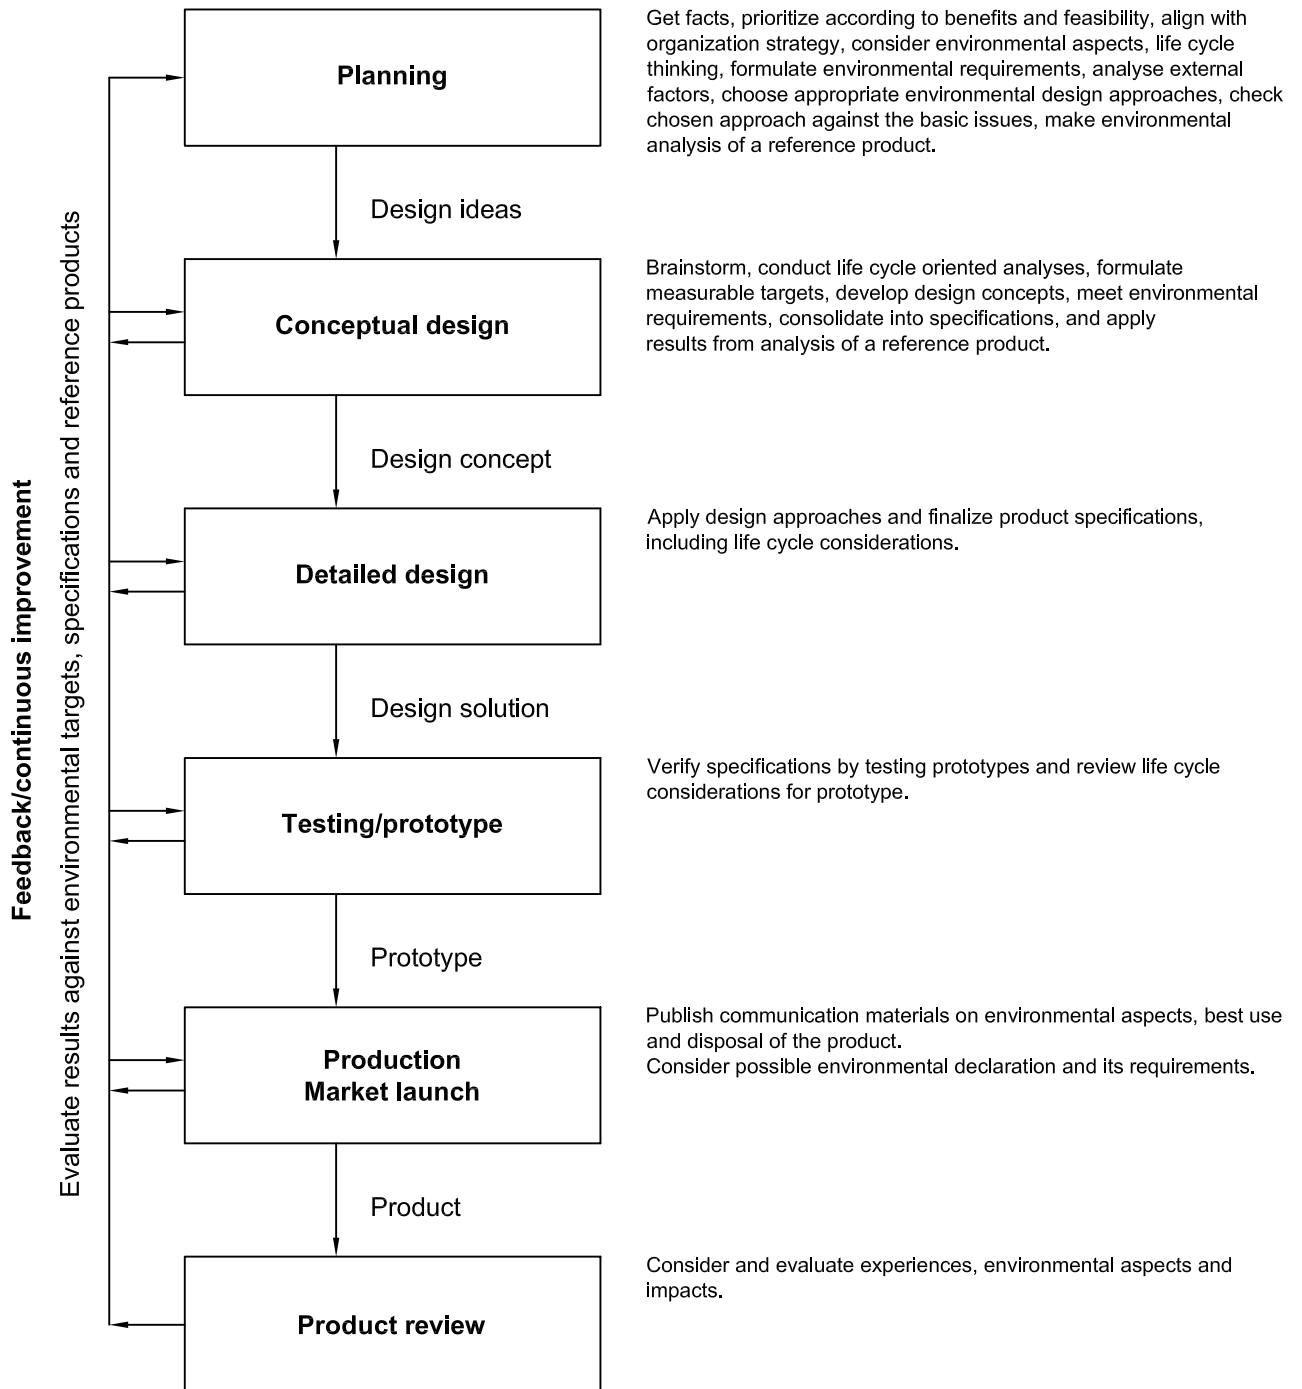 Feedback/continuous improvement
Evaluate results against environmental targets, specifications and reference products
Planning
Get facts, prioritize according to benefits and feasibility, align with
organization strategy, consider environmental aspects, life cycle
thinking, formulate environmental requirements, analyse external
factors, choose appropriate environmental design approaches, check
chosen approach against the basic issues, make environmental
analysis of a reference product.
Design ideas
Conceptual design
Brainstorm, conduct life cycle oriented analyses, formulate
measurable targets, develop design concepts, meet environmental
requirements, consolidate into specifications, and apply
results from analysis of a reference product.
Design concept
Detailed design
Apply design approaches and finalize product specifications,
including life cycle considerations.
Design solution
Testing/prototype
Verify specifications by testing prototypes and review life cycle
considerations for prototype.
Prototype
Production
Market launch
Publish communication materials on environmental aspects, best use
and disposal of the product.
Consider possible environmental declaration and its requirements.
Product
Product review
Consider and evaluate experiences, environmental aspects and
impacts.